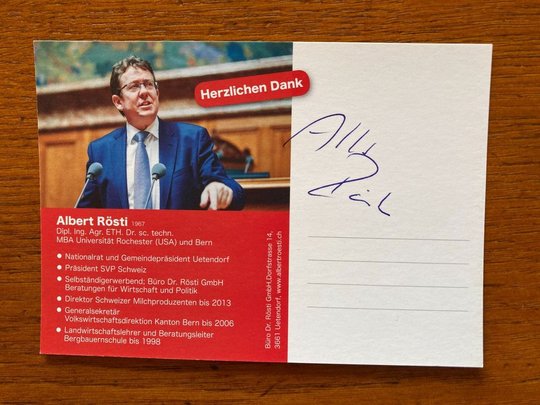 Herzlichen Dank
Albert Rösti 1967
Dipl. Ing. Agr. ETH. Dr. sc. techn.
MBA Universität Rochester (USA) und Bern
• Nationalrat und Gemeindepräsident Uetendorf
• Präsident SVP Schweiz
• Selbständigerwerbend; Büro Dr. Rösti GmbH
Beratungen für Wirtschaft und Politik
• Direktor Schweizer Milchproduzenten bis 2013
• Generalsekretär
Volkswirtschaftsdirektion Kanton Bern bis 2006
• Landwirtschaftslehrer und Beratungsleiter
Bergbauernschule bis 1998
Büro Dr. Rösti GmbH,Dorfstrasse 14,
3661 Uetendorf, www.albertroesti.ch